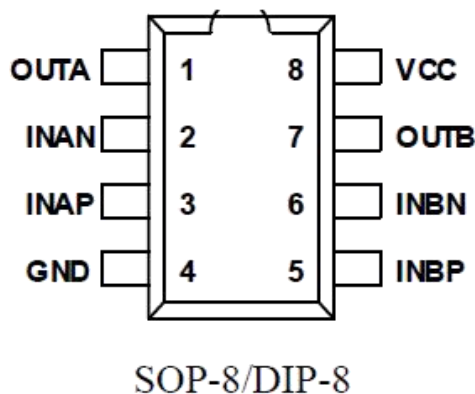 OUTA 1 8 VCC
INAN 2 7 OUTB
INAP 3 6 INBN
GND 4 5 INBP
SOP-8/DIP-8